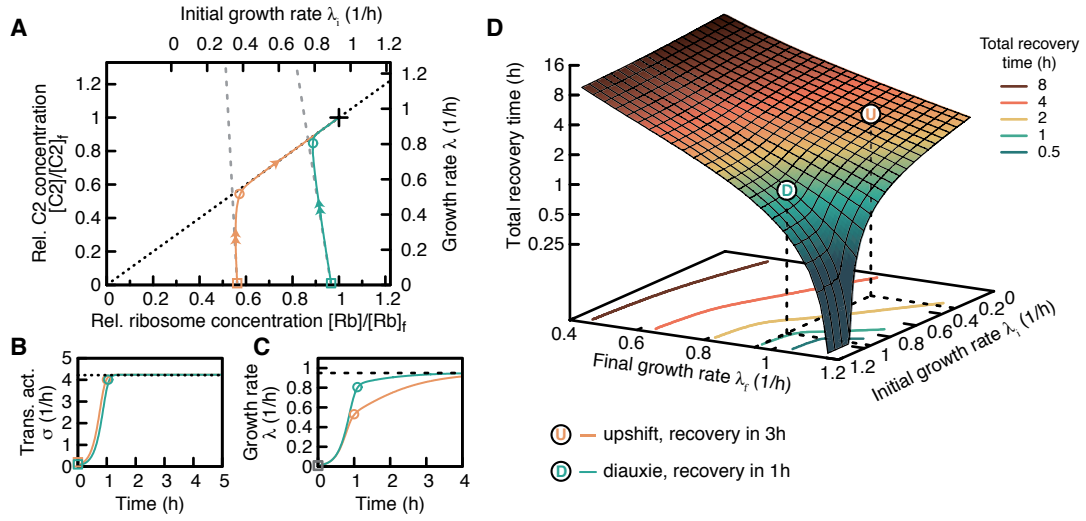 A
Initial growth rate λi (1/h)
0 0.2 0.4 0.6 0.8 1 1.2
Rel. C2 concentration
[C2]/[C2]f
1.2
1
0.8
0.6
0.4
0.2
0
1.2
1
0.8
0.6
0.4
0.2
0
Growth rate λ (1/h)
0 0.2 0.4 0.6 0.8 1 1.2
Rel. ribosome concentration [Rb]/[Rb]f
B
Trans. act.
σ (1/h)
5
4
3
2
1
0
0 1 2 3 4 5
Time (h)
C
Growth rate
λ (1/h)
1
0.8
0.6
0.4
0.2
0
0 1 2 3 4
Time (h)
D
Total recovery time (h)
16
8
4
2
1
0.5
0.25
U
D
0.4 0.6 0.8 1 1.2
Final growth rate λf (1/h)
1.2 1 0.8 0.6 0.4 0.2 0
Initial growth rate λi (1/h)
Total recovery
time (h)
8
4
2
1
0.5
U upshift, recovery in 3h
D diauxie, recovery in 1h